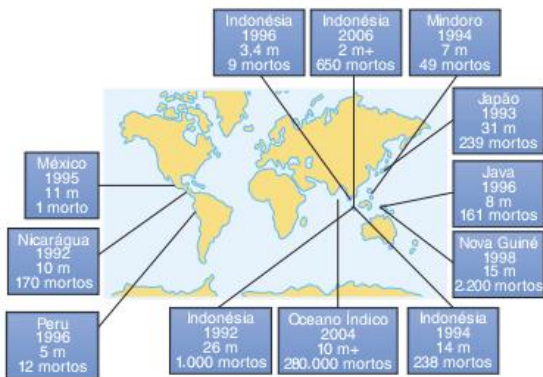 Indonésia
1996
3,4 m
9 mortos
Indonésia
2006
2 m+
650 mortos
Mindoro
1994
7 m
49 mortos
Japão
1993
31 m
239 mortos
México
1995
11 m
1 morto
Java
1996
8 m
161 mortos
Nicarágua
1992
10 m
170 mortos
Nova Guiné
1998
15 m
2.200 mortos
Peru
1996
5 m
12 mortos
Indonésia
1992
26 m
1.000 mortos
Oceano Índico
2004
10 m+
280.000 mortos
Indonésia
1994
14 m
238 mortos